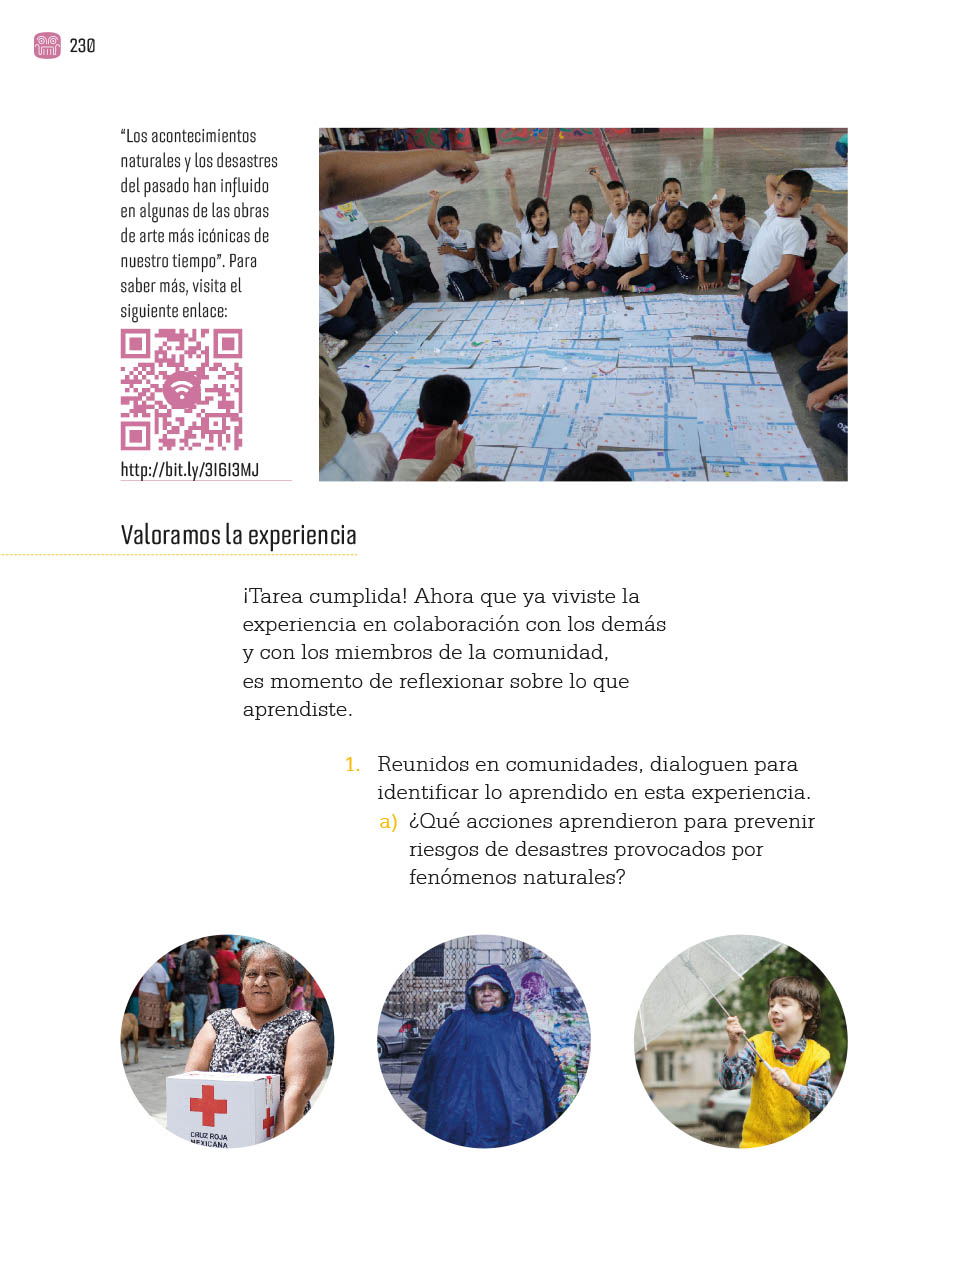 230
“Los acontecimientos
naturales y los desastres
del pasado han influido
en algunas de las obras
de arte más icónicas de
nuestro tiempo”. Para
saber más, visita el
siguiente enlace:
http://bit.ly/3I6I3MJ
Valoramos la experiencia
¡Tarea cumplida! Ahora que ya viviste la
experiencia en colaboración con los demás
y con los miembros de la comunidad,
es momento de reflexionar sobre lo que
aprendiste.
1. Reunidos en comunidades, dialoguen para
identificar lo aprendido en esta experiencia.
a) ¿Qué acciones aprendieron para prevenir
riesgos de desastres provocados por
fenómenos naturales?
CRUZ ROJA
MEXICANA